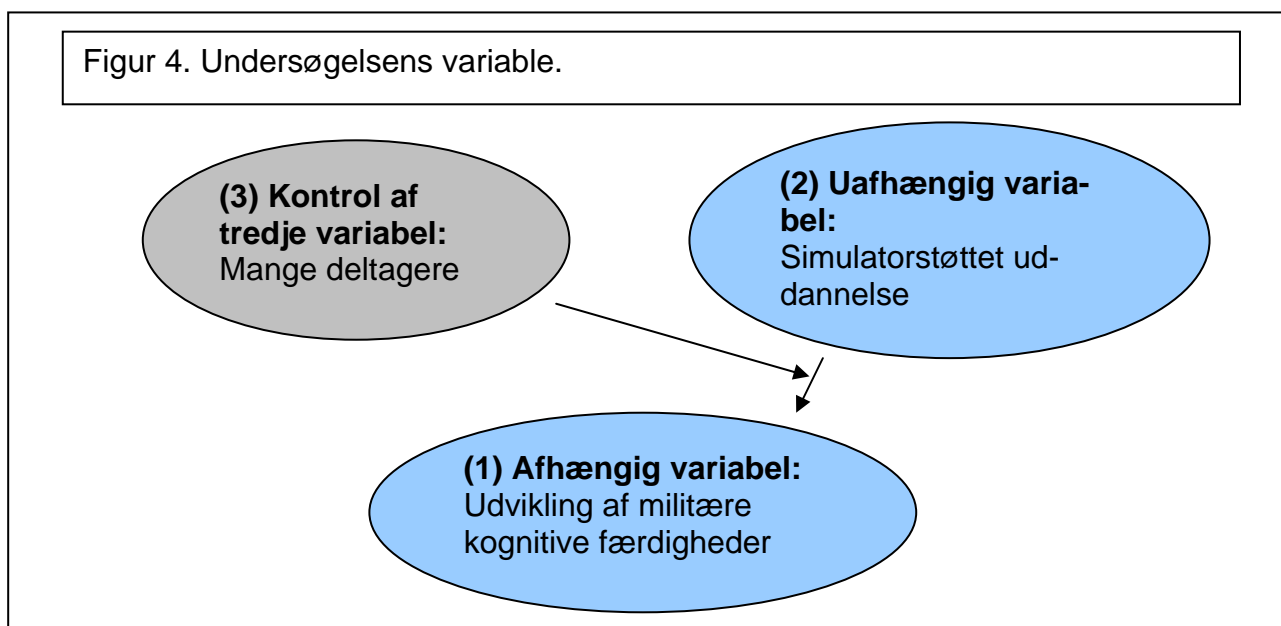 Figur 4. Undersøgelsens variable.
(3) Kontrol af
tredje variabel:
Mange deltagere
(2) Uafhængig varia-
bel:
Simulatorstøttet ud-
dannelse
(1) Afhængig variabel:
Udvikling af militære
kognitive færdigheder